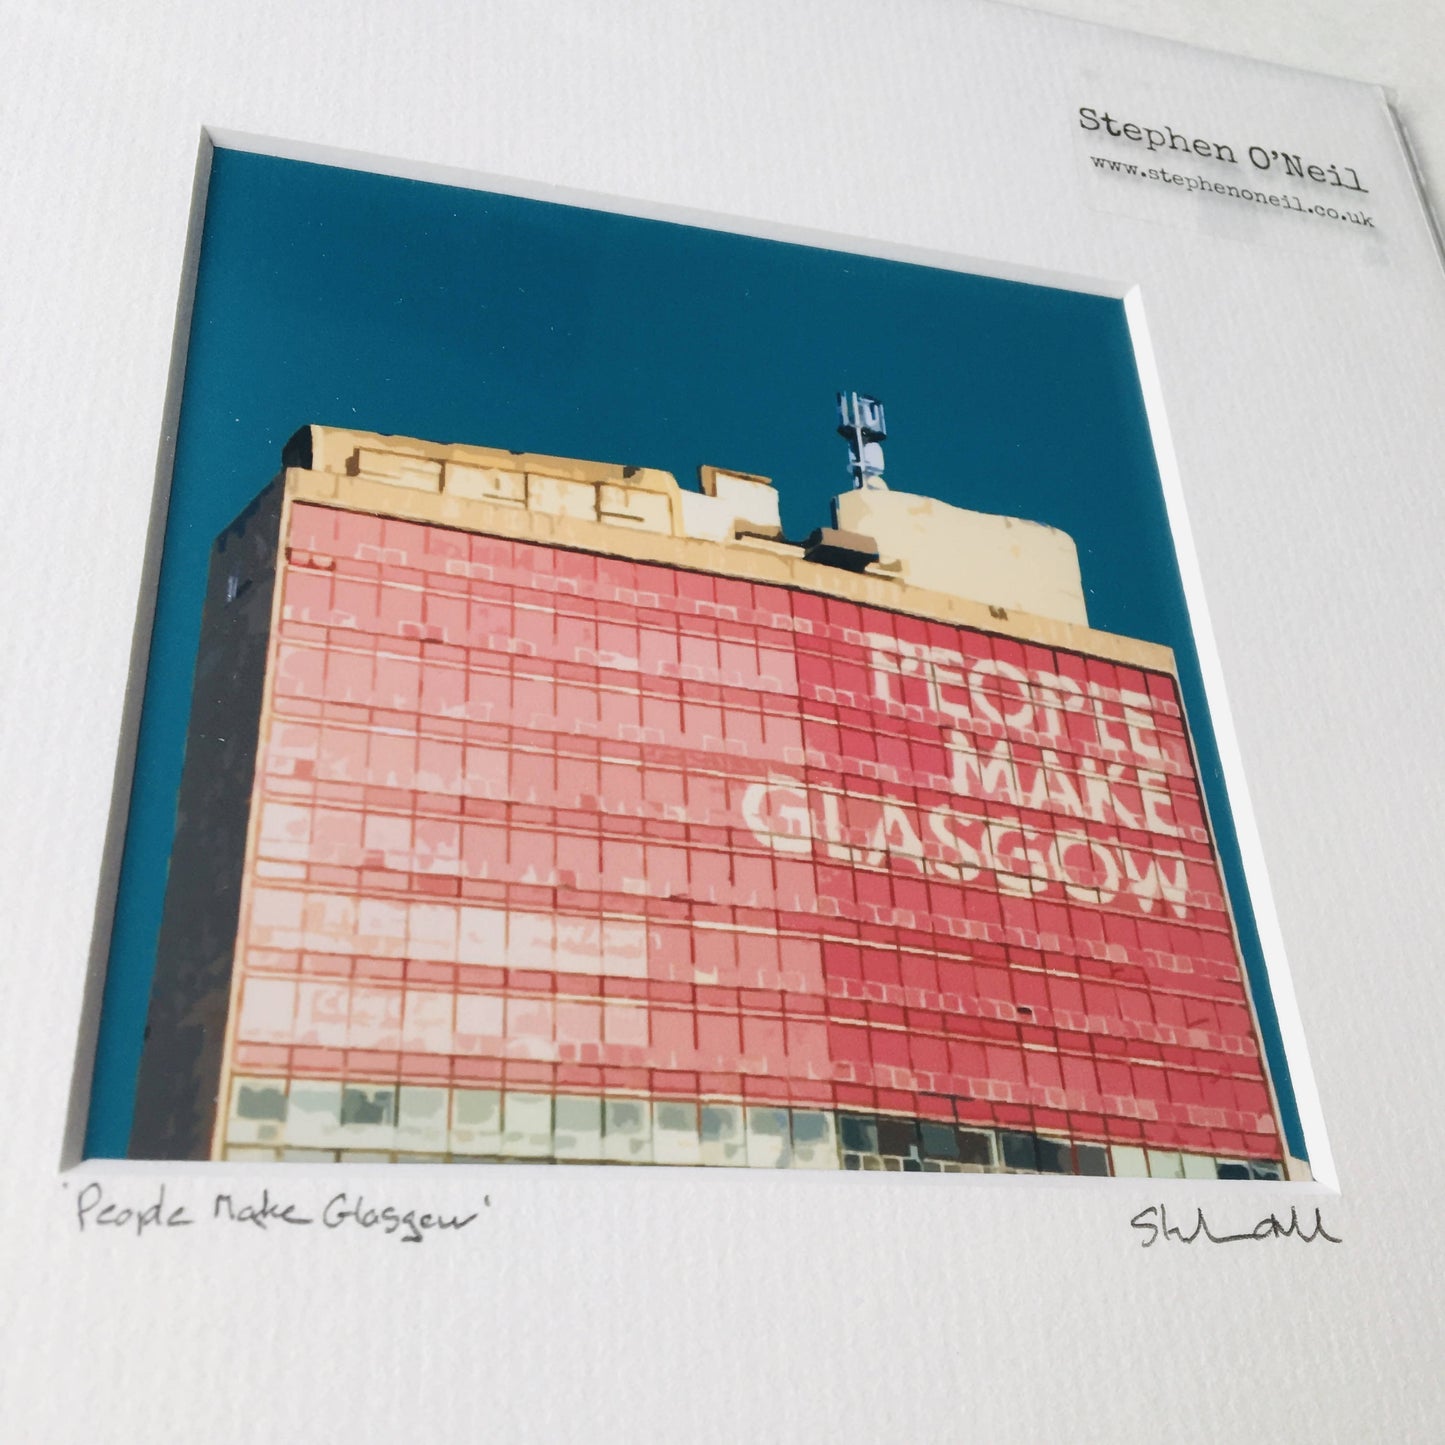 Stephen O'Neil
www.stephenoneil.co.uk
PEOPLE
MAKE
GLASGOW
'People Make Glasgow'